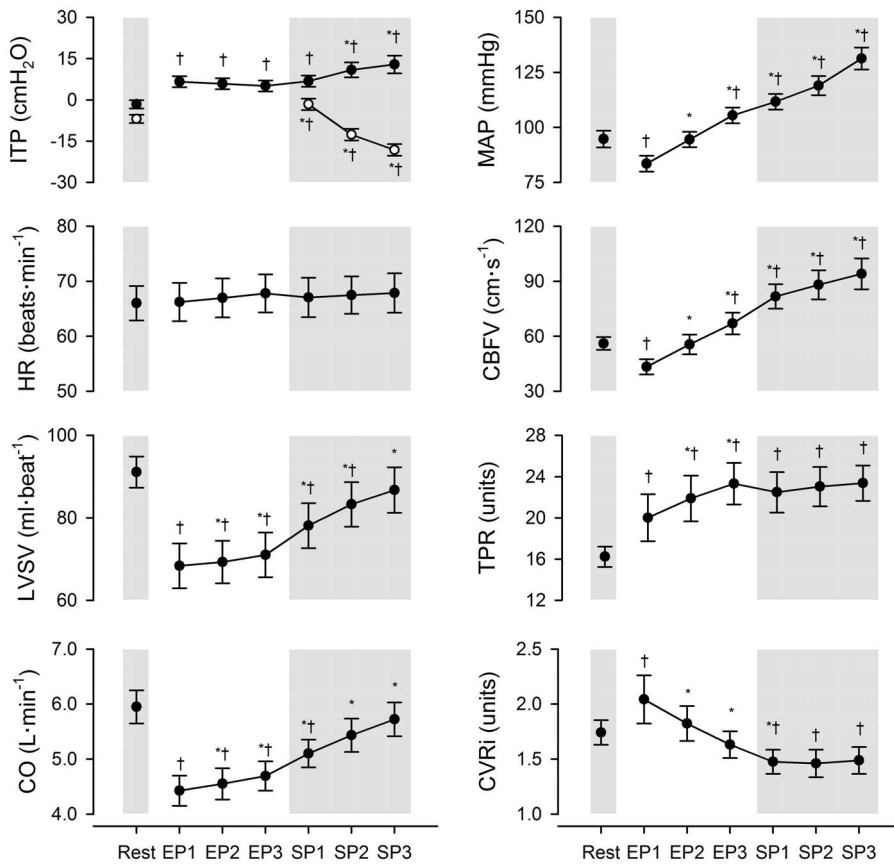 30
15
0
-15
-30
ITP (cmH2O)
† † † † *† *†
*† *† *†
150
125
100
75
MAP (mmHg)
† * *† *† *† *†
80
70
60
50
HR (beats·min⁻¹)
120
90
60
30
CBFV (cm·s⁻¹)
† * *† *† *† *†
100
80
60
LVSV (ml·beat⁻¹)
† *† *† *† *† *
28
24
20
16
12
TPR (units)
† *† *† † † †
7.0
6.0
5.0
4.0
CO (L·min⁻¹)
† *† *† *† * *
Rest EP1 EP2 EP3 SP1 SP2 SP3
2.5
2.0
1.5
1.0
CVRi (units)
† * * *† † †
Rest EP1 EP2 EP3 SP1 SP2 SP3